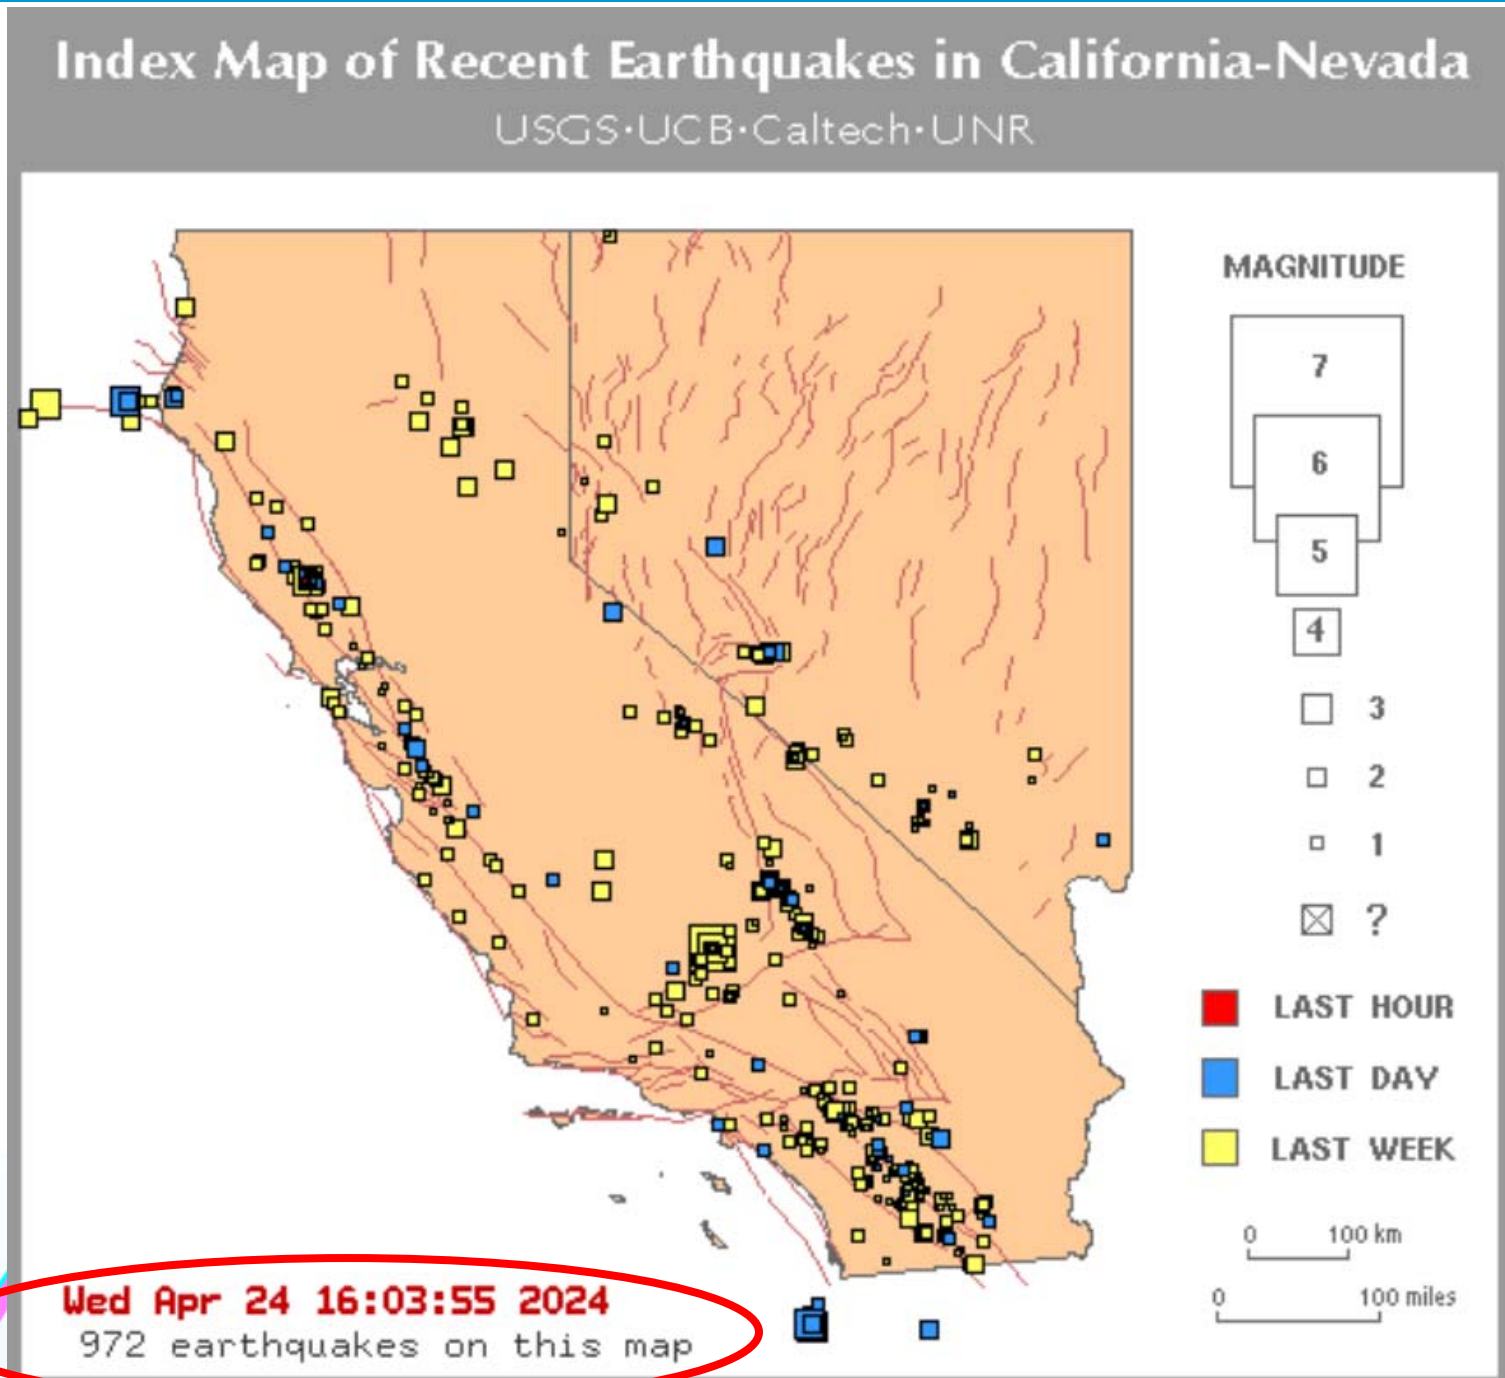 Index Map of Recent Earthquakes in California-Nevada
USGS·UCB·Caltech·UNR
MAGNITUDE
7
6
5
4
3
2
1
?
LAST HOUR
LAST DAY
LAST WEEK
0 100 km
0 100 miles
Wed Apr 24 16:03:55 2024
972 earthquakes on this map